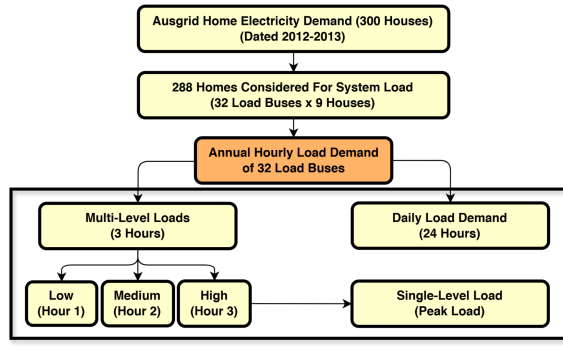 Ausgrid Home Electricity Demand (300 Houses)
(Dated 2012-2013)
288 Homes Considered For System Load
(32 Load Buses x 9 Houses)
Annual Hourly Load Demand
of 32 Load Buses
Multi-Level Loads
(3 Hours)
Daily Load Demand
(24 Hours)
Low
(Hour 1)
Medium
(Hour 2)
High
(Hour 3)
Single-Level Load
(Peak Load)